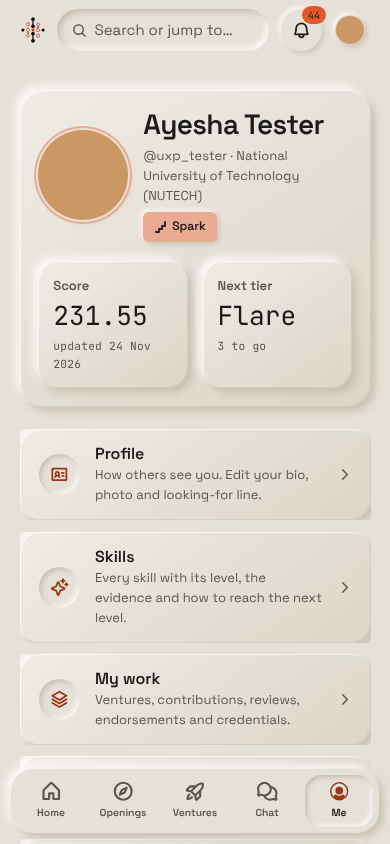 Search or jump to...
44
Ayesha Tester
@uxp_tester · National
University of Technology
(NUTECH)
Spark
Score
231.55
updated 24 Nov
2026
Next tier
Flare
3 to go
Profile
How others see you. Edit your bio,
photo and looking-for line.
Skills
Every skill with its level, the
evidence and how to reach the next
level.
My work
Ventures, contributions, reviews,
endorsements and credentials.
Home
Openings
Ventures
Chat
Me